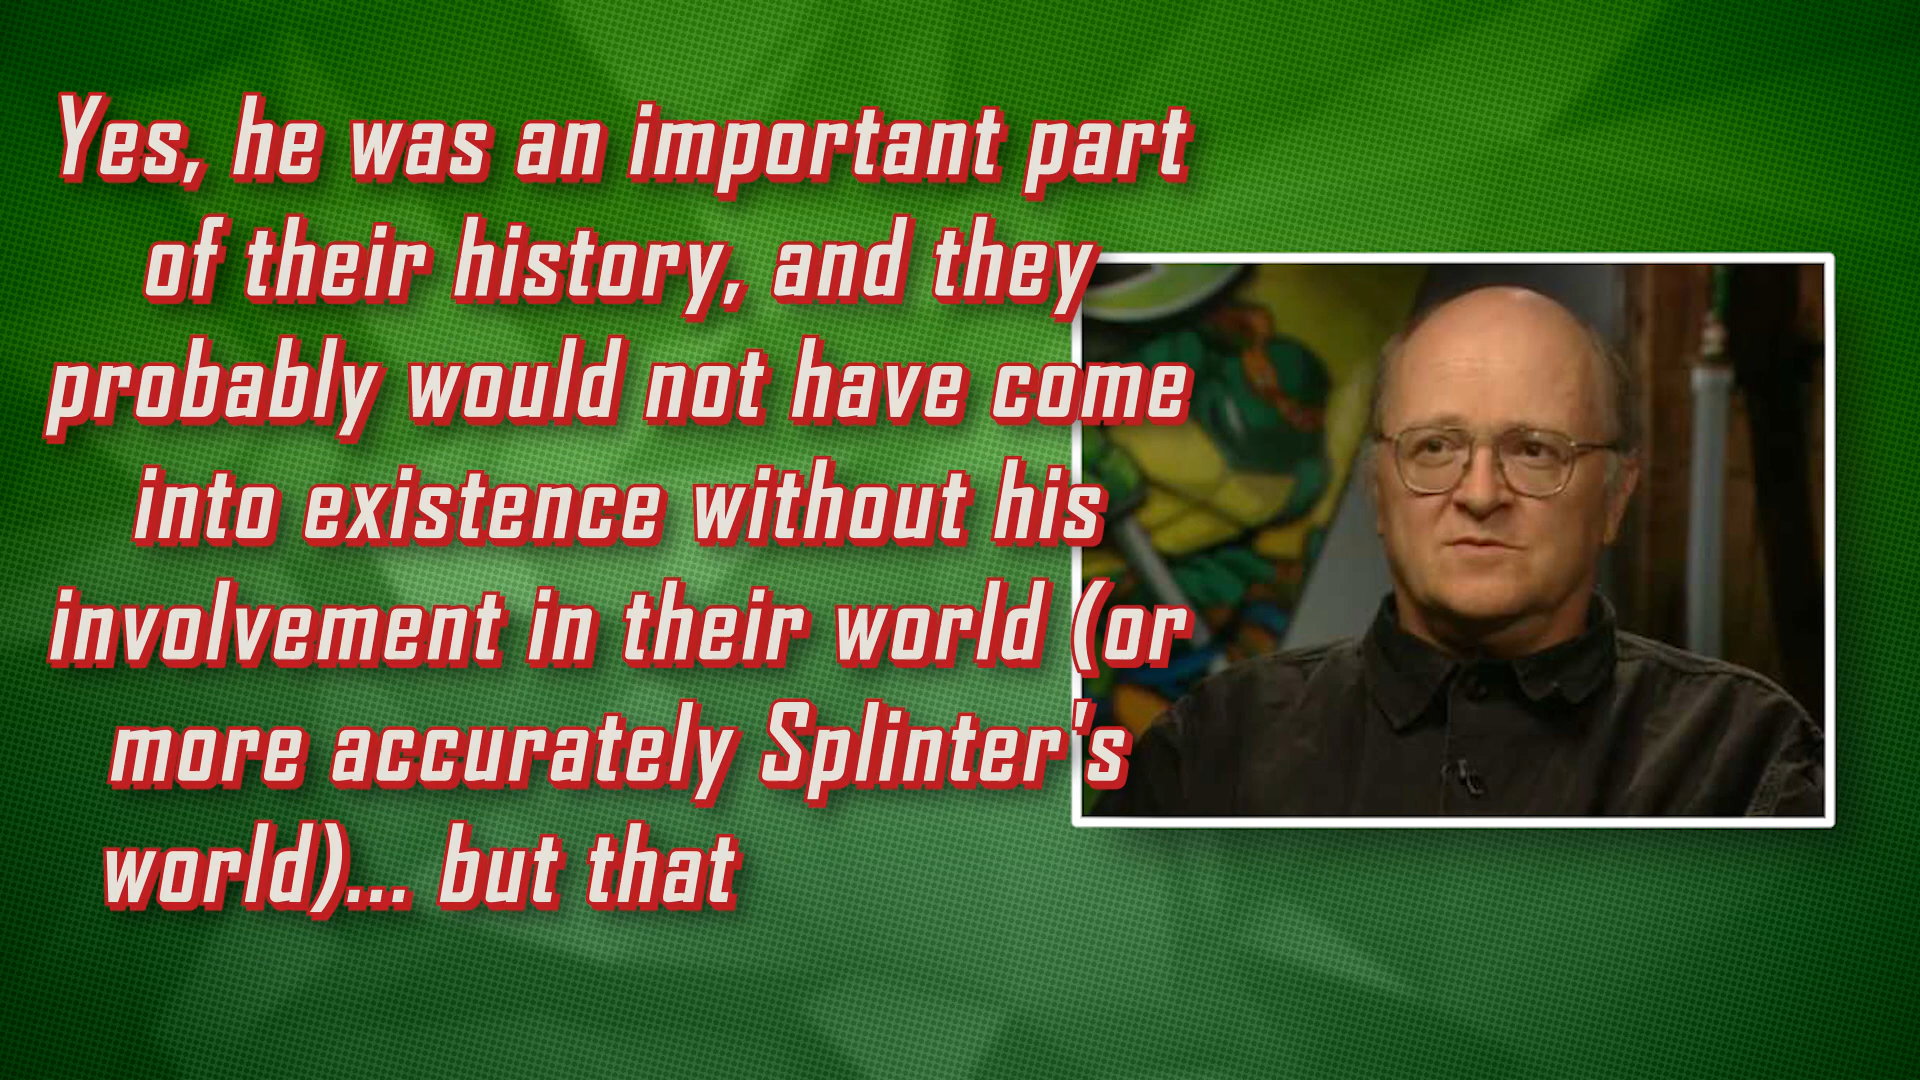 Yes, he was an important part
of their history, and they
probably would not have come
into existence without his
involvement in their world (or
more accurately Splinter's
world)... but that